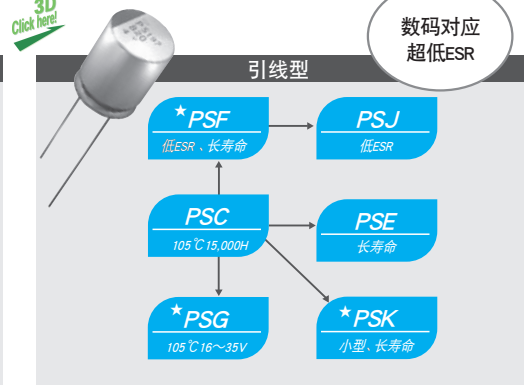 3D
Click here!
数码对应
超低ESR
引线型
★PSF
低ESR、长寿命
PSJ
低ESR
PSC
105℃15,000H
PSE
长寿命
★PSG
105℃16～35V
★PSK
小型、长寿命